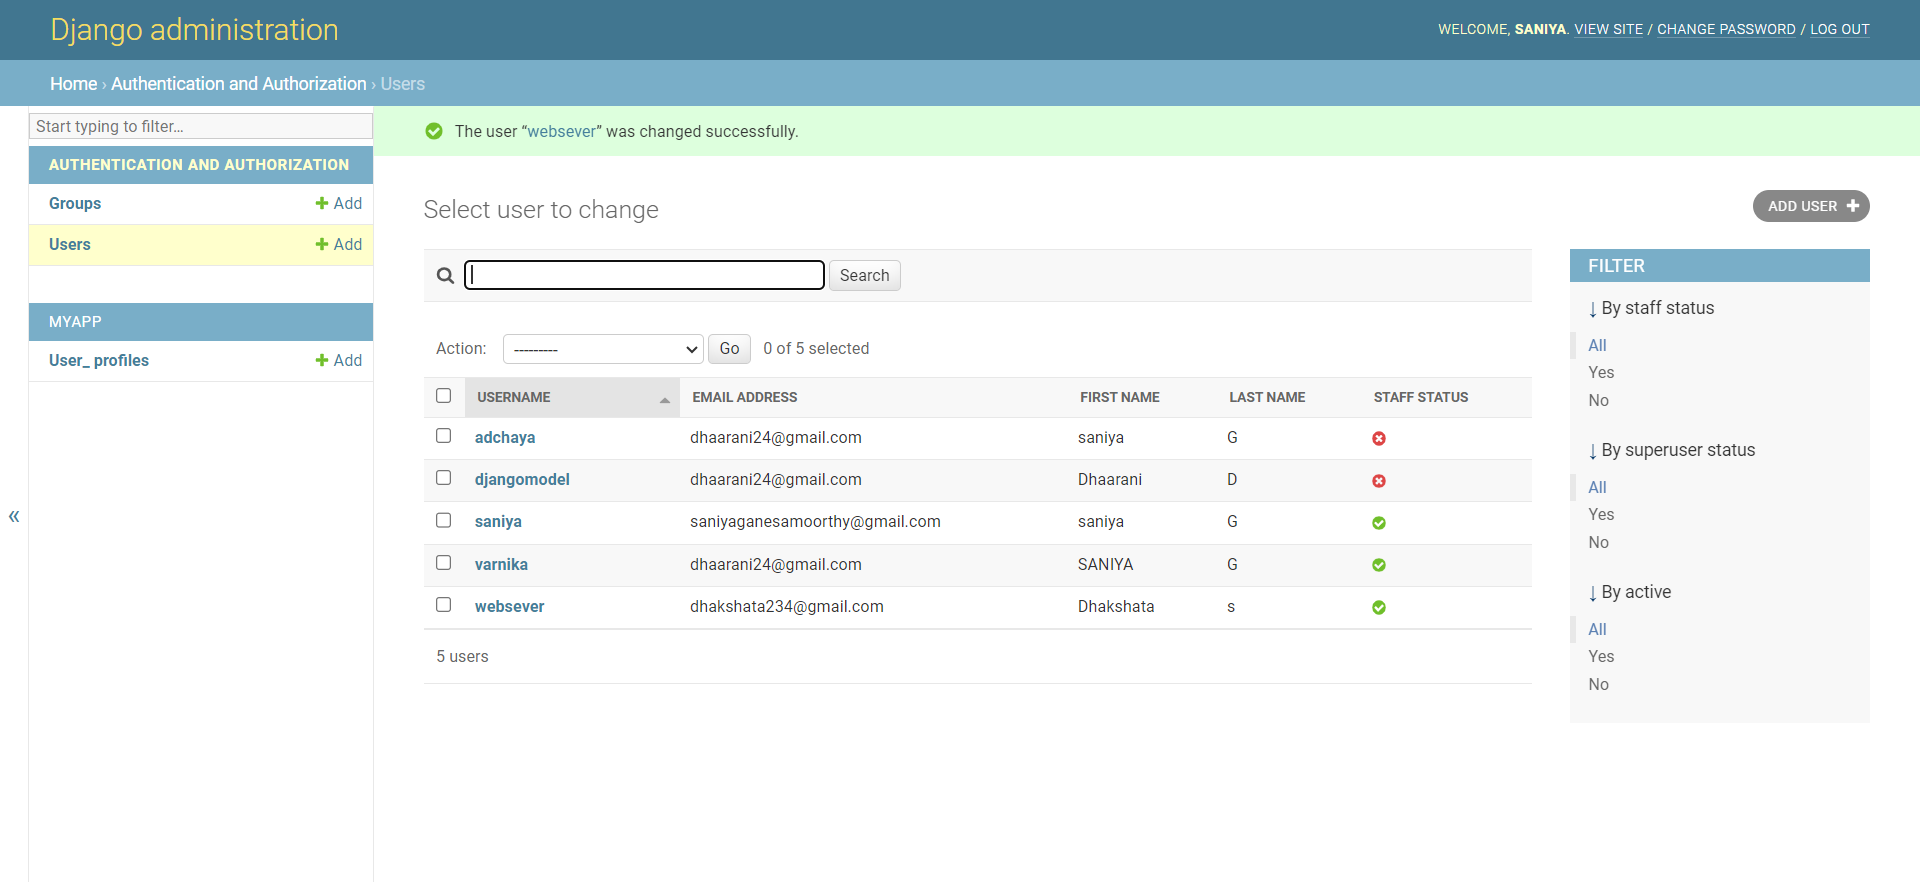 Django administration
WELCOME, SANIYA. VIEW SITE / CHANGE PASSWORD / LOG OUT
Home › Authentication and Authorization › Users
Start typing to filter...
AUTHENTICATION AND AUTHORIZATION
Groups + Add
Users + Add
MYAPP
User_ profiles + Add
«
The user “websever” was changed successfully.
Select user to change
ADD USER +
Search
Action: --------- Go 0 of 5 selected
USERNAME EMAIL ADDRESS FIRST NAME LAST NAME STAFF STATUS
adchaya dhaarani24@gmail.com saniya G
djangomodel dhaarani24@gmail.com Dhaarani D
saniya saniyaganesamoorthy@gmail.com saniya G
varnika dhaarani24@gmail.com SANIYA G
websever dhakshata234@gmail.com Dhakshata s
5 users
FILTER
↓ By staff status
All
Yes
No
↓ By superuser status
All
Yes
No
↓ By active
All
Yes
No